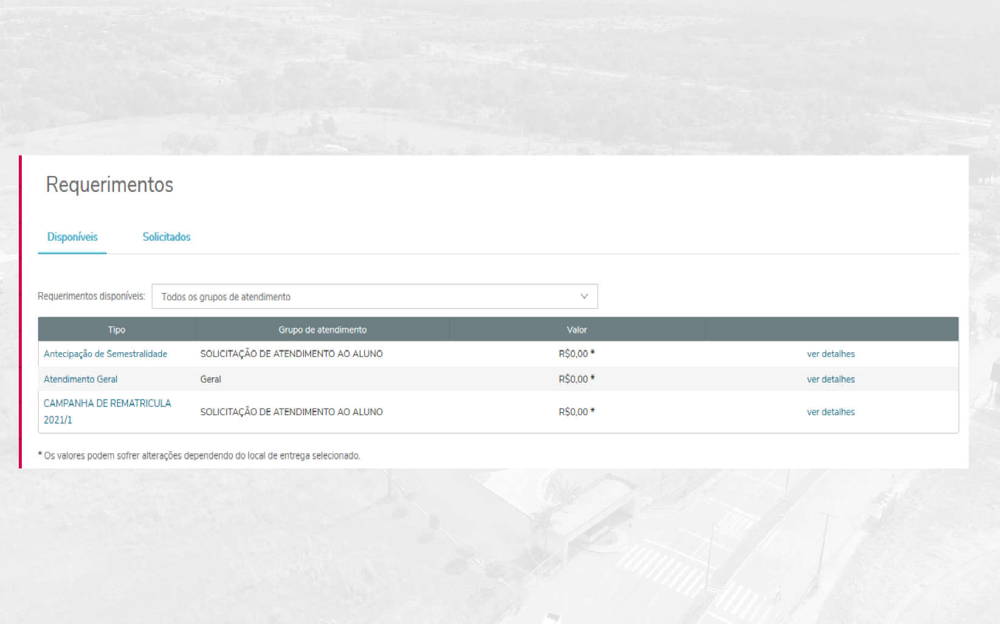 Requerimentos
Disponíveis Solicitados
Requerimentos disponíveis: Todos os grupos de atendimento
Tipo Grupo de atendimento Valor
Antecipação de Semestralidade SOLICITAÇÃO DE ATENDIMENTO AO ALUNO R$0,00 * ver detalhes
Atendimento Geral Geral R$0,00 * ver detalhes
CAMPANHA DE REMATRICULA
2021/1 SOLICITAÇÃO DE ATENDIMENTO AO ALUNO R$0,00 * ver detalhes
* Os valores podem sofrer alterações dependendo do local de entrega selecionado.